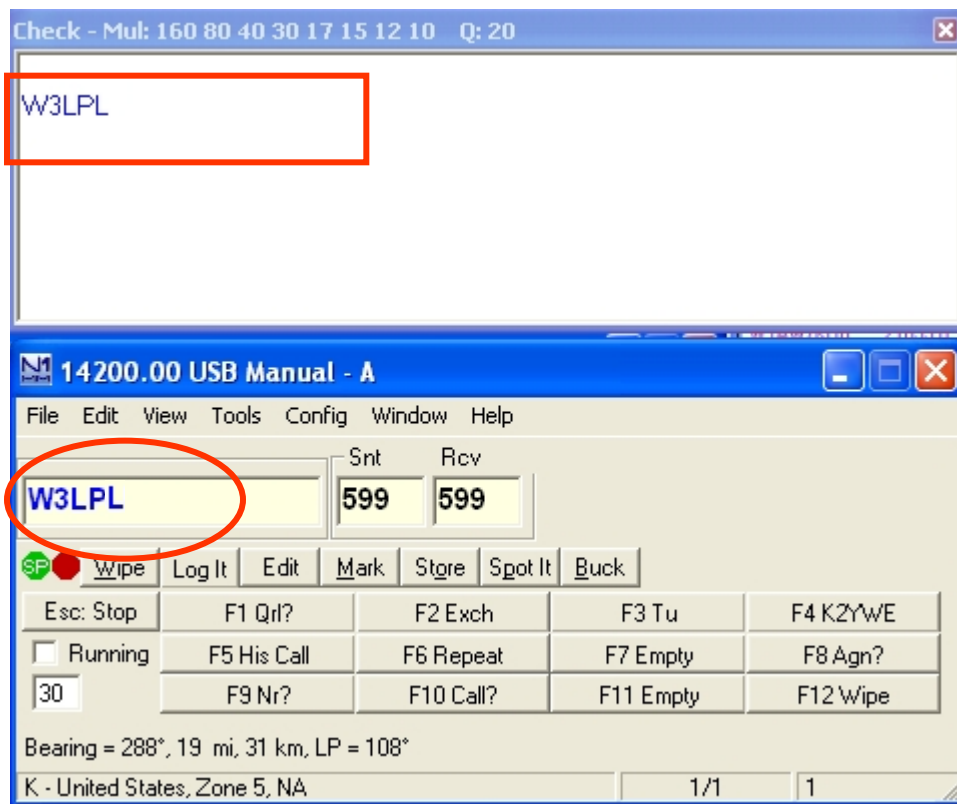 Check - Mul: 160 80 40 30 17 15 12 10 Q: 20
W3LPL
N1
14200.00 USB Manual - A
File Edit View Tools Config Window Help
Snt Rcv
W3LPL 599 599
SP Wipe Log It Edit Mark Store Spot It Buck
Esc: Stop F1 Qrl? F2 Exch F3 Tu F4 K2YWE
Running F5 His Call F6 Repeat F7 Empty F8 Agn?
30 F9 Nr? F10 Call? F11 Empty F12 Wipe
Bearing = 288°, 19 mi, 31 km, LP = 108°
K - United States, Zone 5, NA 1/1 1